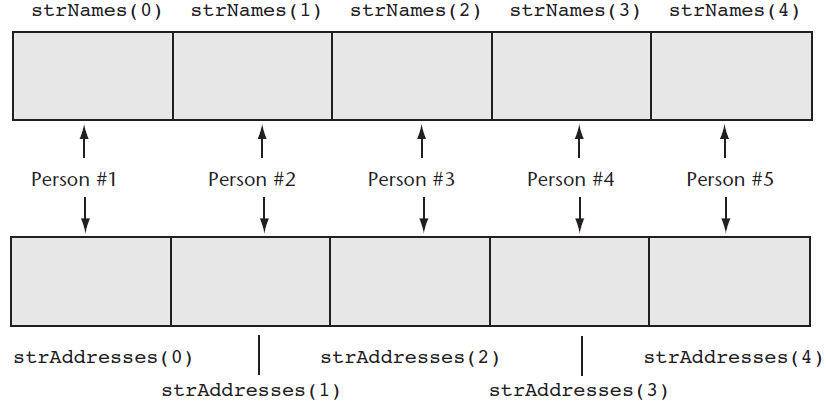 strNames(0) strNames(1) strNames(2) strNames(3) strNames(4)
Person #1 Person #2 Person #3 Person #4 Person #5
strAddresses(0) strAddresses(2) strAddresses(4)
strAddresses(1) strAddresses(3)